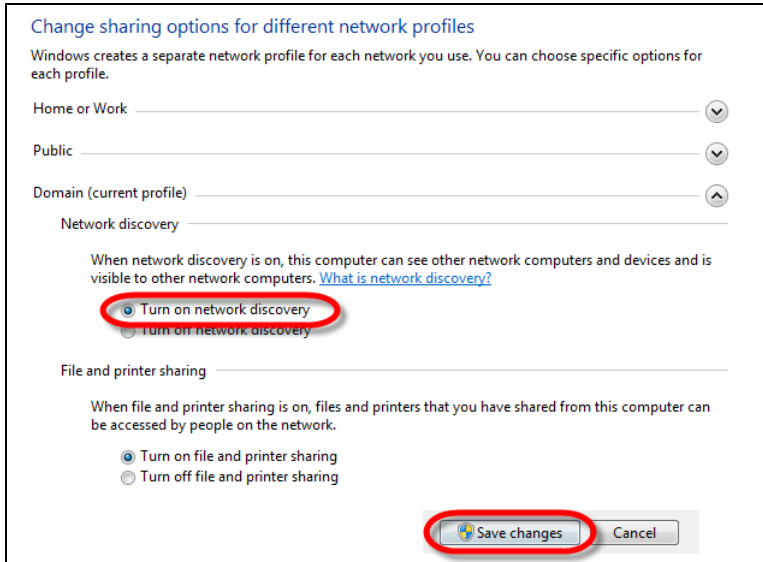 Change sharing options for different network profiles
Windows creates a separate network profile for each network you use. You can choose specific options for
each profile.
Home or Work
Public
Domain (current profile)
Network discovery
When network discovery is on, this computer can see other network computers and devices and is
visible to other network computers. What is network discovery?
Turn on network discovery
Turn off network discovery
File and printer sharing
When file and printer sharing is on, files and printers that you have shared from this computer can
be accessed by people on the network.
Turn on file and printer sharing
Turn off file and printer sharing
Save changes Cancel